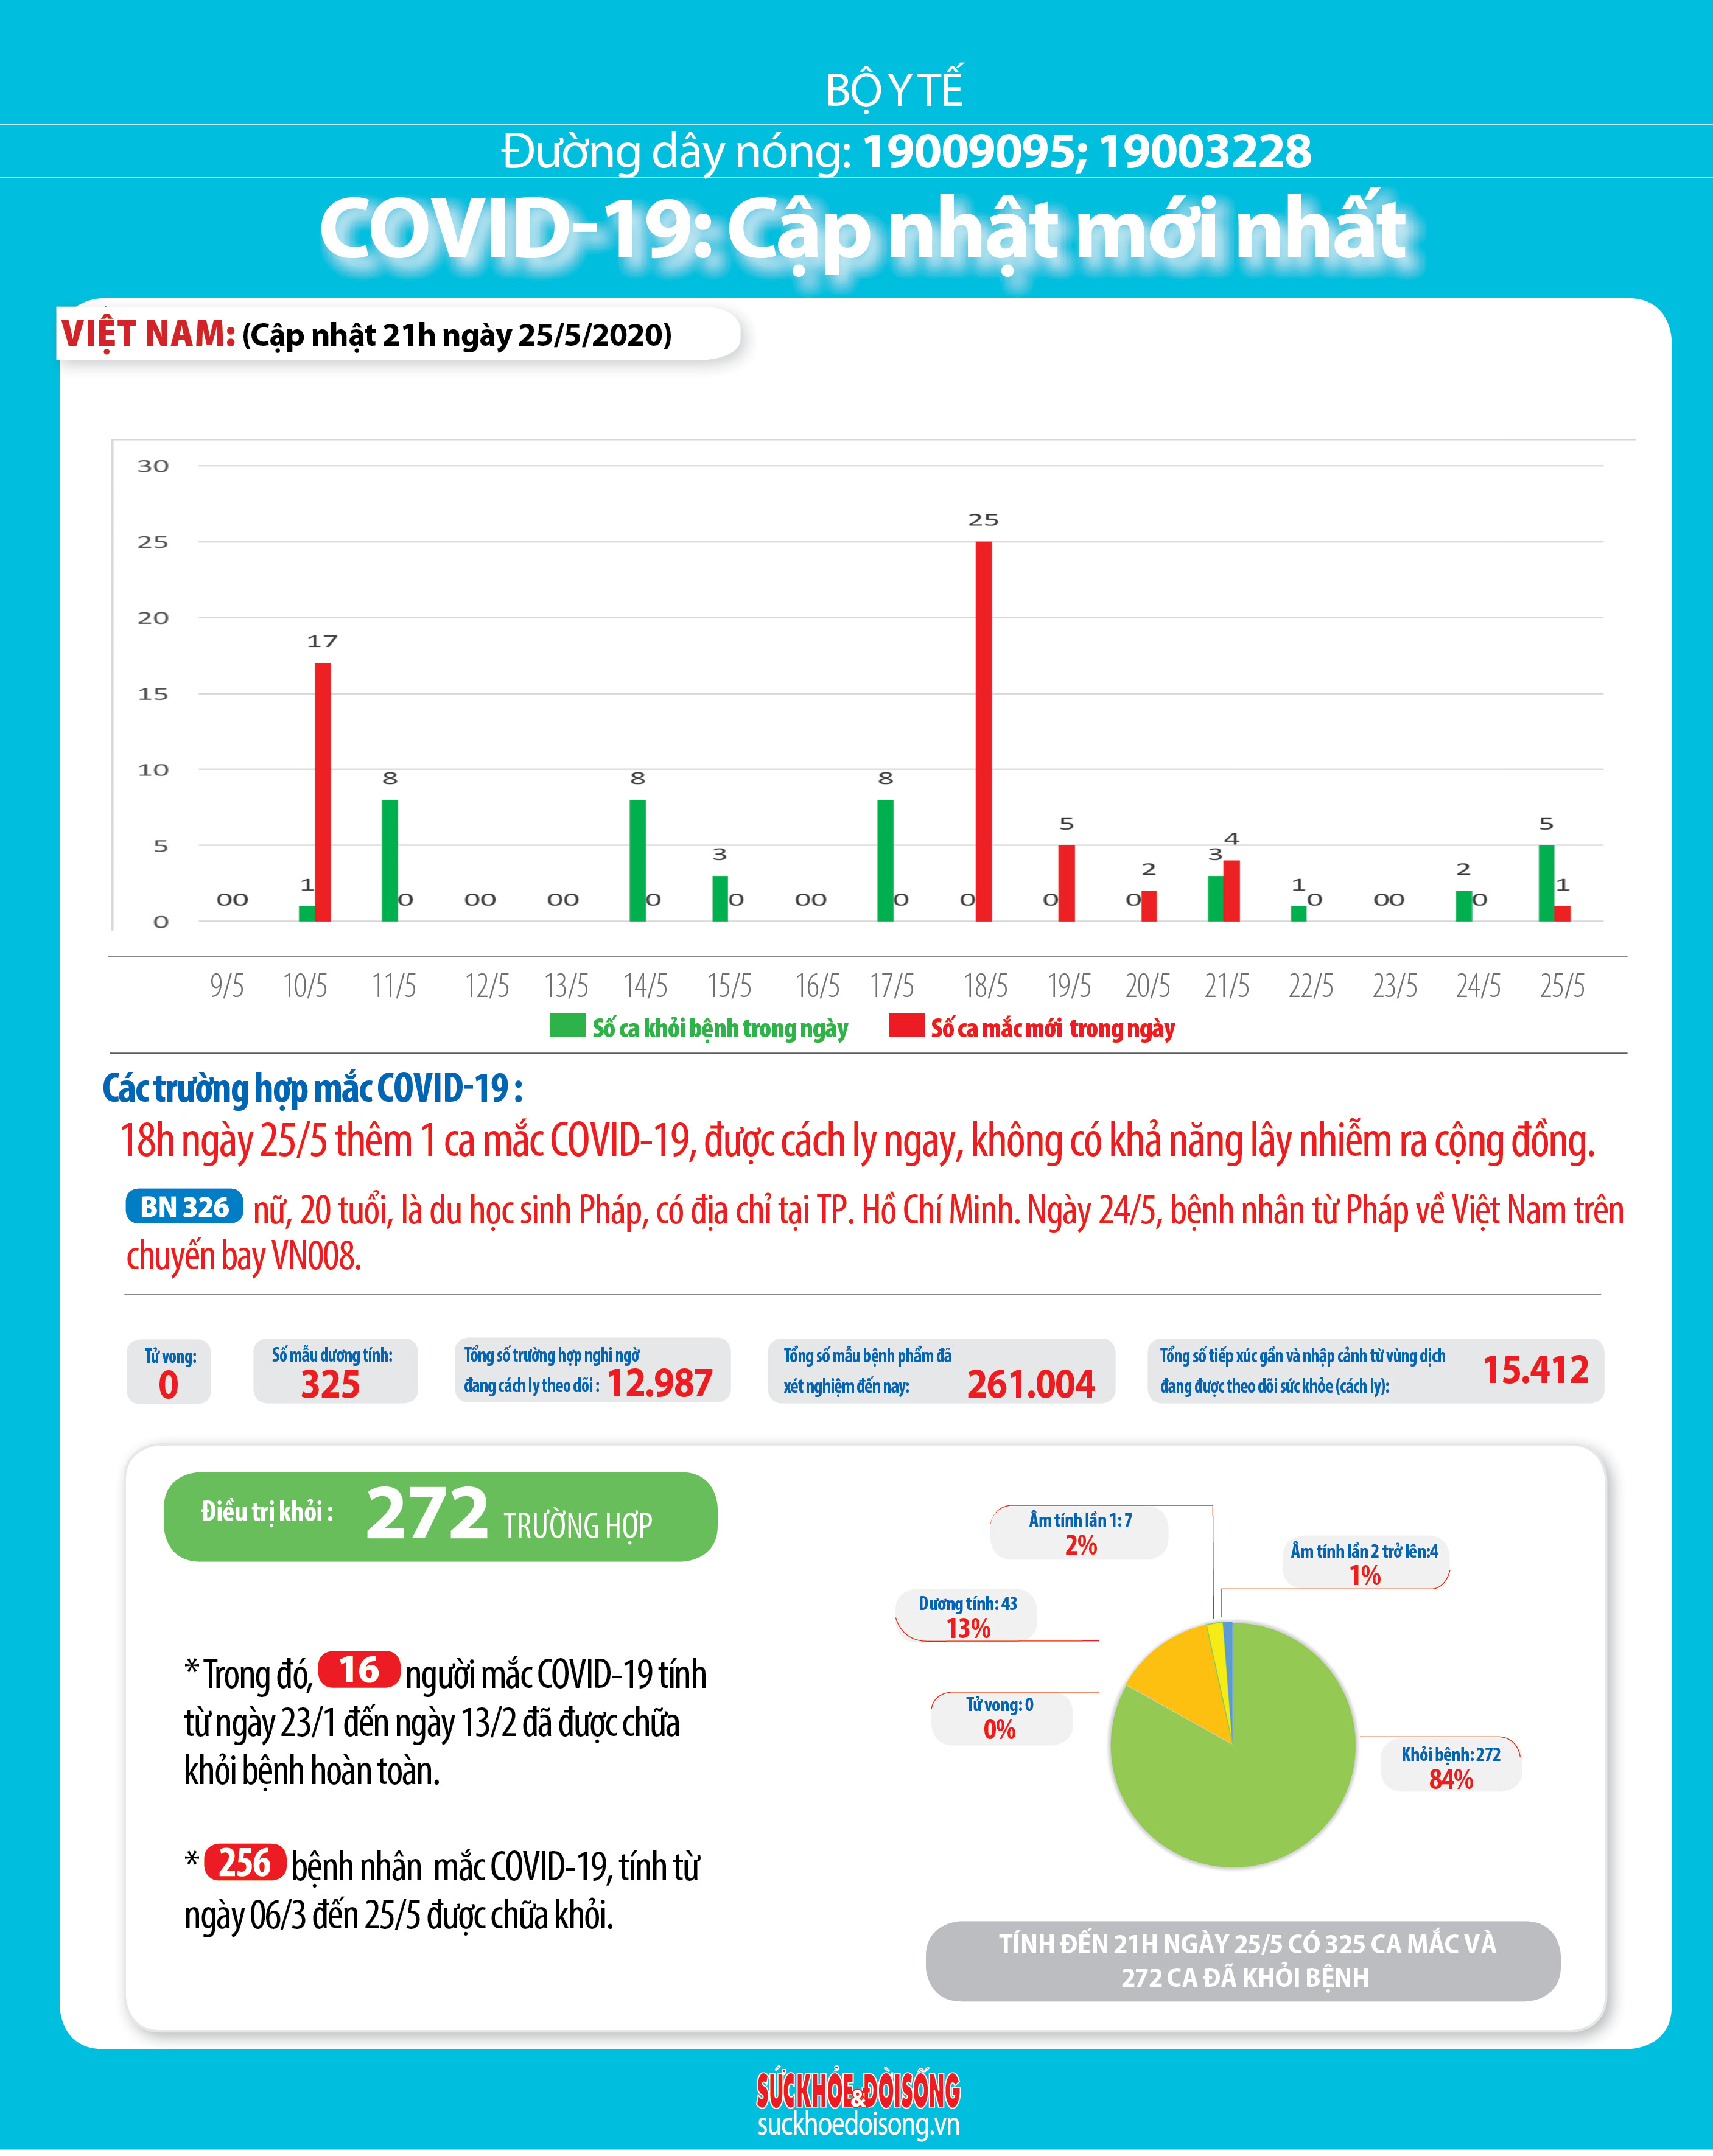 BỘ Y TẾ
Đường dây nóng: 19009095; 19003228
COVID-19: Cập nhật mới nhất
VIỆT NAM: (Cập nhật 21h ngày 25/5/2020)
30
25
20
15
10
5
0
0 0
1 17
8 0
0 0
0 0
8 0
3 0
0 0
8 0
0 25
0 5
0 2
3 4
1 0
0 0
2 0
5 1
9/5 10/5 11/5 12/5 13/5 14/5 15/5 16/5 17/5 18/5 19/5 20/5 21/5 22/5 23/5 24/5 25/5
Số ca khỏi bệnh trong ngày Số ca mắc mới trong ngày
Các trường hợp mắc COVID-19 :
18h ngày 25/5 thêm 1 ca mắc COVID-19, được cách ly ngay, không có khả năng lây nhiễm ra cộng đồng.
BN 326 nữ, 20 tuổi, là du học sinh Pháp, có địa chỉ tại TP. Hồ Chí Minh. Ngày 24/5, bệnh nhân từ Pháp về Việt Nam trên
chuyến bay VN008.
Tử vong:
0
Số mẫu dương tính:
325
Tổng số trường hợp nghi ngờ
đang cách ly theo dõi : 12.987
Tổng số mẫu bệnh phẩm đã
xét nghiệm đến nay: 261.004
Tổng số tiếp xúc gần và nhập cảnh từ vùng dịch
đang được theo dõi sức khỏe (cách ly): 15.412
Điều trị khỏi : 272 TRƯỜNG HỢP
* Trong đó, 16 người mắc COVID-19 tính
từ ngày 23/1 đến ngày 13/2 đã được chữa
khỏi bệnh hoàn toàn.
* 256 bệnh nhân mắc COVID-19, tính từ
ngày 06/3 đến 25/5 được chữa khỏi.
Âm tính lần 1: 7
2%
Âm tính lần 2 trở lên:4
1%
Dương tính: 43
13%
Tử vong: 0
0%
Khỏi bệnh: 272
84%
TÍNH ĐẾN 21H NGÀY 25/5 CÓ 325 CA MẮC VÀ
272 CA ĐÃ KHỎI BỆNH
SỨC KHỎE & ĐỜI SỐNG
suckhoedoisong.vn